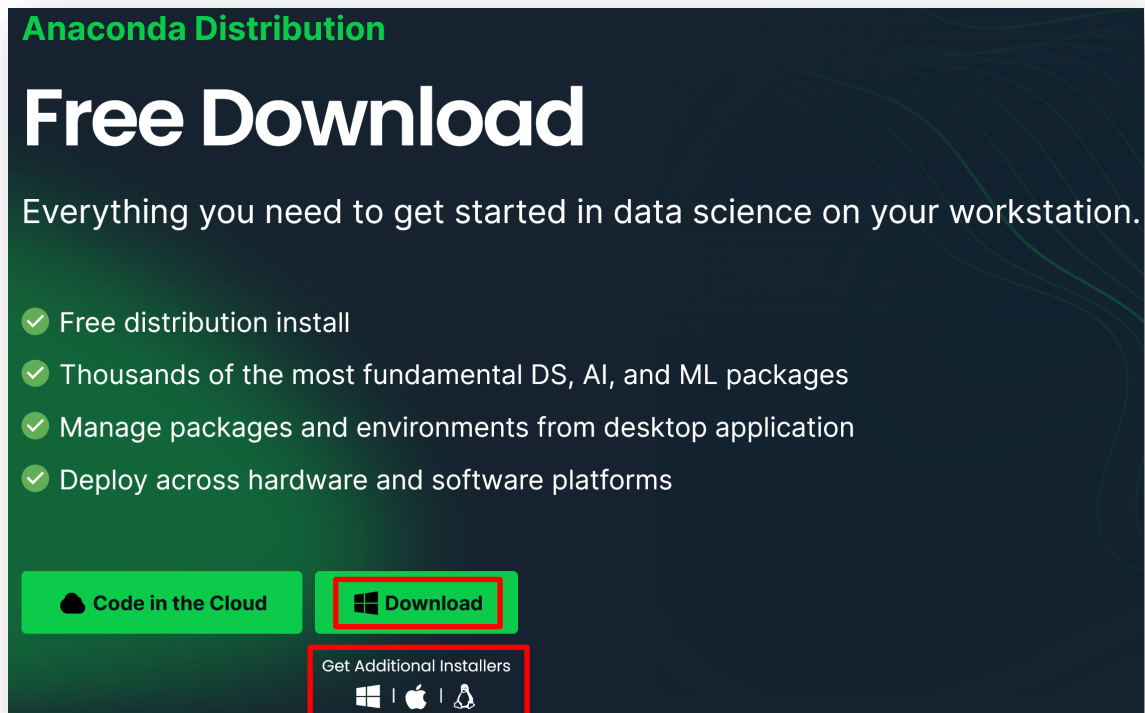 Anaconda Distribution
Free Download
Everything you need to get started in data science on your workstation.
Free distribution install
Thousands of the most fundamental DS, AI, and ML packages
Manage packages and environments from desktop application
Deploy across hardware and software platforms
Code in the Cloud
Download
Get Additional Installers